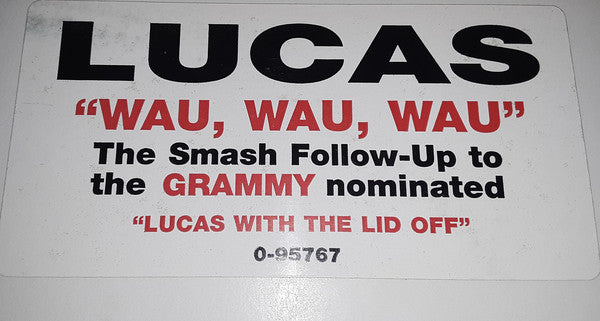 LUCAS
“WAU, WAU, WAU”
The Smash Follow-Up to
the GRAMMY nominated
“LUCAS WITH THE LID OFF”
0-95767